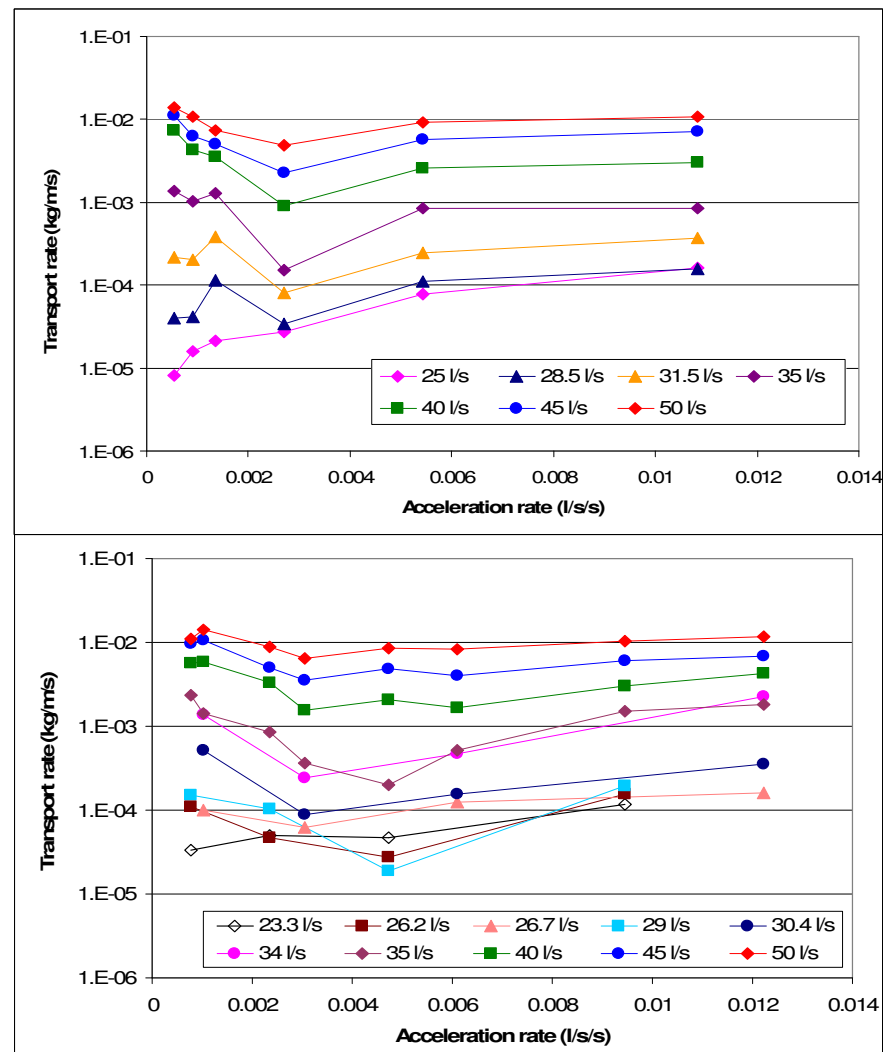 1.E-01
1.E-02
1.E-03
1.E-04
1.E-05
1.E-06
Transport rate (kg/m/s)
25 l/s 28.5 l/s 31.5 l/s 35 l/s
40 l/s 45 l/s 50 l/s
0 0.002 0.004 0.006 0.008 0.01 0.012 0.014
Acceleration rate (l/s/s)
1.E-01
1.E-02
1.E-03
1.E-04
1.E-05
1.E-06
Transport rate (kg/m/s)
23.3 l/s 26.2 l/s 26.7 l/s 29 l/s 30.4 l/s
34 l/s 35 l/s 40 l/s 45 l/s 50 l/s
0 0.002 0.004 0.006 0.008 0.01 0.012 0.014
Acceleration rate (l/s/s)